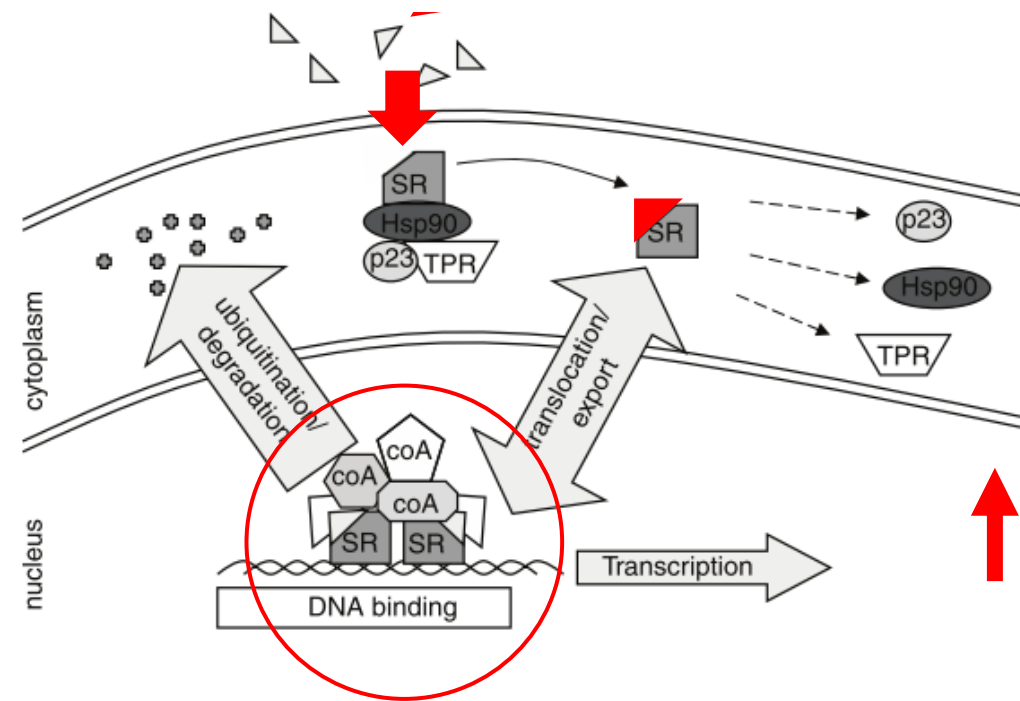 SR
Hsp90
p23
TPR
SR
p23
Hsp90
TPR
cytoplasm
ubiquitination/
degradation
translocation/
export
coA
coA
coA
SR
SR
nucleus
Transcription
DNA binding